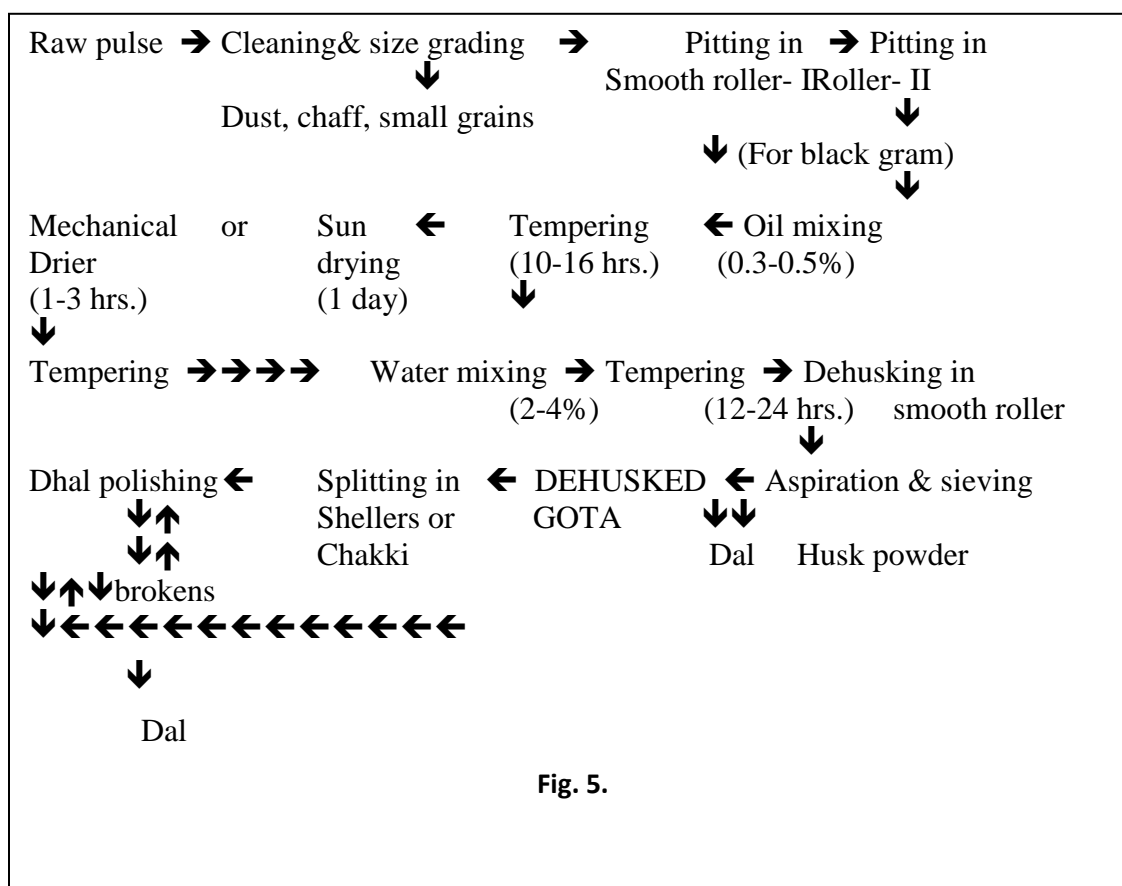 Raw pulse ➔ Cleaning& size grading ➔ Pitting in ➔ Pitting in
🡻 Smooth roller- IRoller- II
Dust, chaff, small grains 🡻
🡻 (For black gram)
🡻
Mechanical or Sun 🡸 Tempering 🡸 Oil mixing
Drier drying (10-16 hrs.) (0.3-0.5%)
(1-3 hrs.) (1 day) 🡻
🡻
Tempering ➔➔➔➔ Water mixing ➔ Tempering ➔ Dehusking in
(2-4%) (12-24 hrs.) smooth roller
🡻
Dhal polishing 🡸 Splitting in 🡸 DEHUSKED 🡸 Aspiration & sieving
🡻🡹 Shellers or GOTA 🡻🡻
🡻🡹 Chakki Dal Husk powder
🡻🡹🡻brokens
🡻🡸🡸🡸🡸🡸🡸🡸🡸🡸🡸🡸🡸
🡻
Dal
Fig. 5.